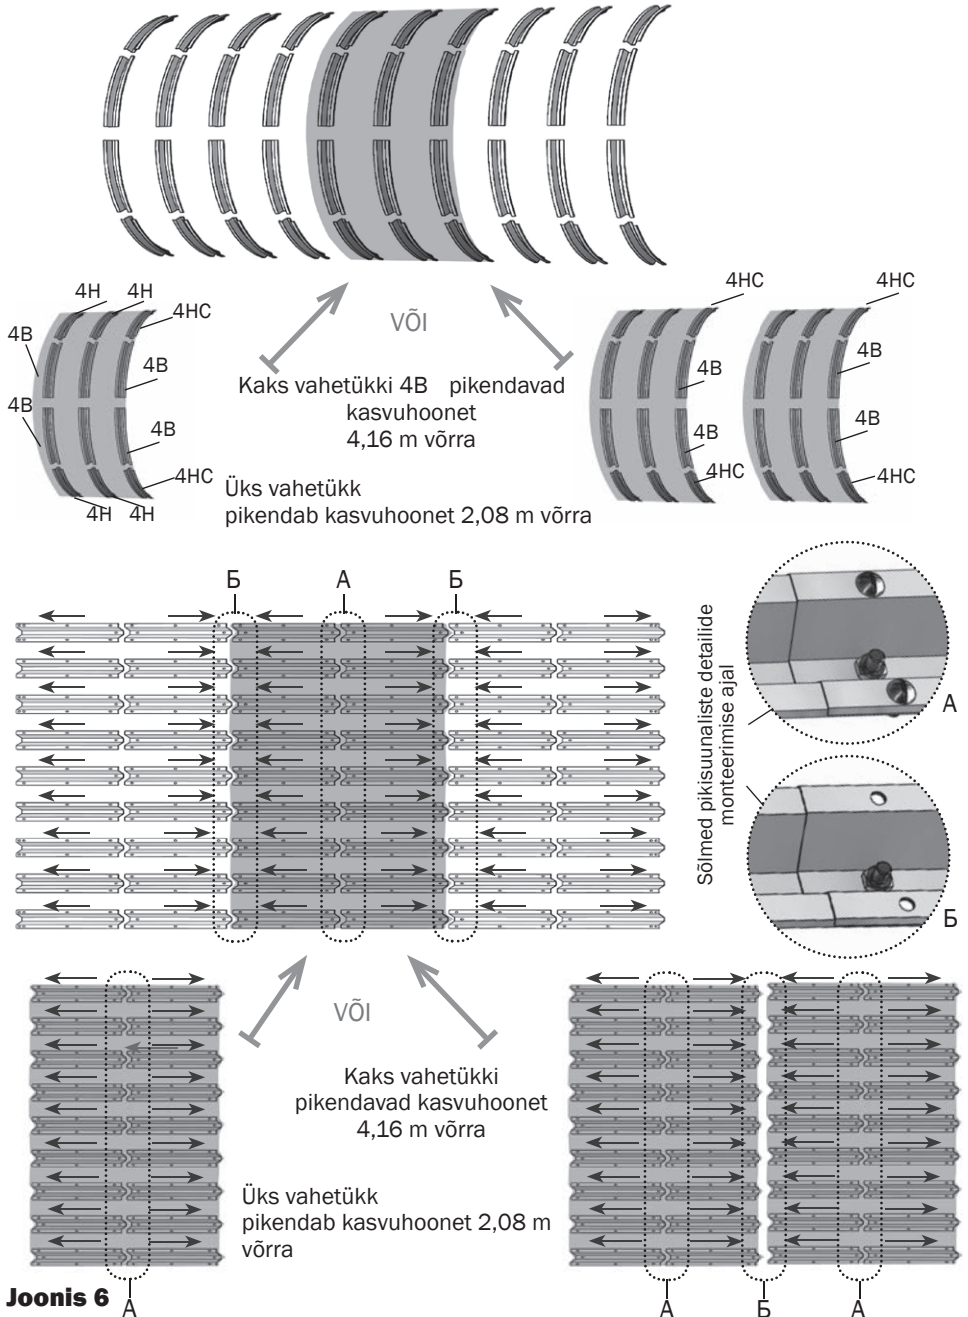 4H 4H
4HC
4B
4B
4B
4B
4HC
4H 4H
VÕI
Kaks vahetükki 4B pikendavad
kasvuhoonet
4,16 m võrra
Üks vahetükk
pikendab kasvuhoonet 2,08 m võrra
4HC
4B
4B
4HC
4HC
4B
4B
4HC
Б A Б
Sõlmed pikisuunaliste detailide
monteerimise ajal
A
Б
VÕI
Kaks vahetükki
pikendavad kasvuhoonet
4,16 m võrra
Üks vahetükk
pikendab kasvuhoonet 2,08 m
võrra
Joonis 6
A
A Б A